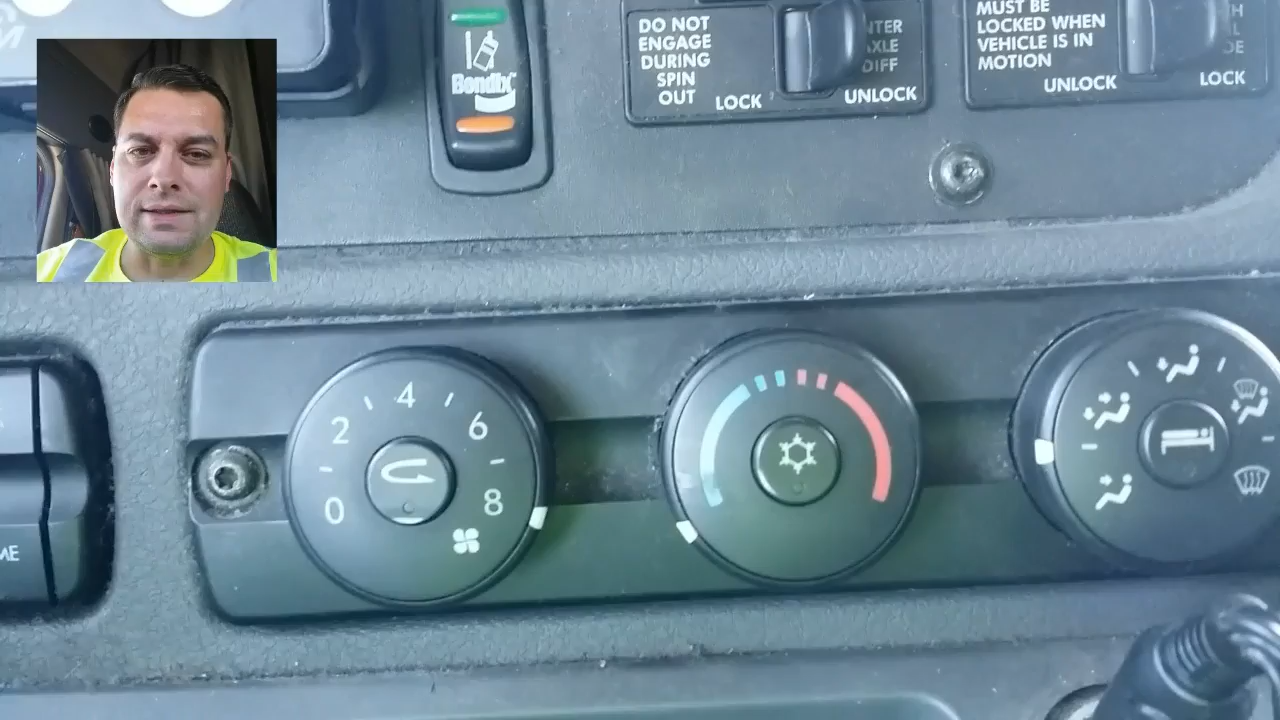 DO NOT
ENGAGE
DURING
SPIN
OUT
LOCK
UNLOCK
MUST BE
LOCKED WHEN
VEHICLE IS IN
MOTION
UNLOCK
LOCK
Bendix
0
2
4
6
8